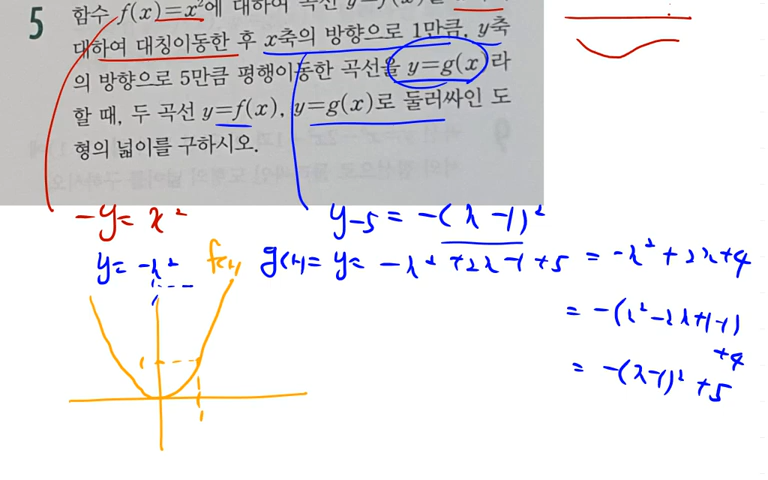 5 함수 f(x)=x²에 대하여 곡선 y=f(x)를
대하여 대칭이동한 후 x축의 방향으로 1만큼, y축
의 방향으로 5만큼 평행이동한 곡선을 y=g(x)라
할 때, 두 곡선 y=f(x), y=g(x)로 둘러싸인 도
형의 넓이를 구하시오.
-y= x²
y-5 = -(x-1)²
y= -x²
f(x)
g(x)= y= -x²+2x-1+5 = -x²+2x+4
= -(x²-2x+1-1)
+4
= -(x-1)²+5
1
1